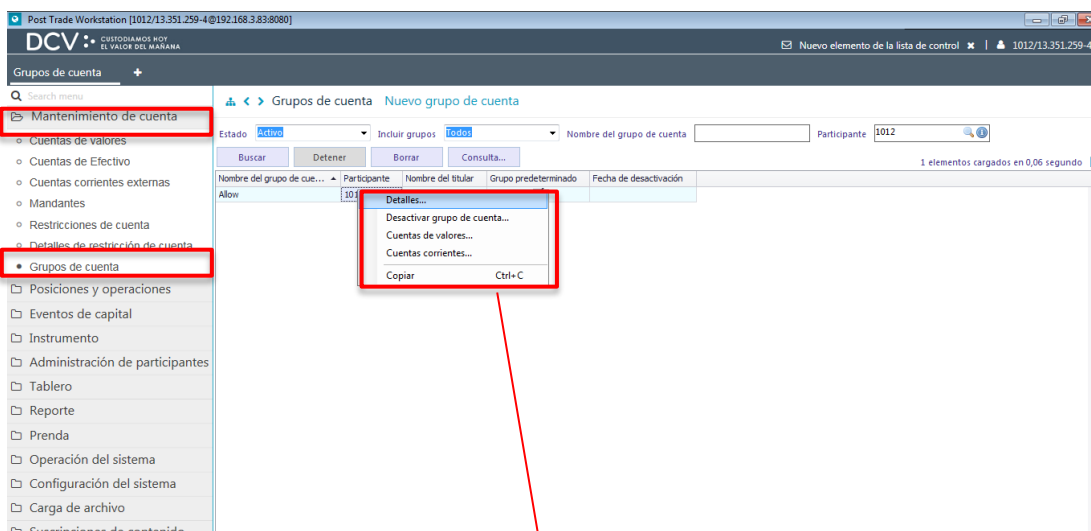 Post Trade Workstation [1012/13.351.259-4@192.168.3.83:8080]
DCV CUSTODIAMOS HOY
EL VALOR DEL MAÑANA
Nuevo elemento de la lista de control ✖ | 1012/13.351.259-4
Grupos de cuenta +
Search menu
Mantenimiento de cuenta
Cuentas de valores
Cuentas de Efectivo
Cuentas corrientes externas
Mandantes
Restricciones de cuenta
Detalles de restricción de cuenta
Grupos de cuenta
Posiciones y operaciones
Eventos de capital
Instrumento
Administración de participantes
Tablero
Reporte
Prenda
Operación del sistema
Configuración del sistema
Carga de archivo
Suscripciones de contenido
Grupos de cuenta Nuevo grupo de cuenta
Estado Activo Incluir grupos Todos Nombre del grupo de cuenta Participante 1012
Buscar Detener Borrar Consulta...
1 elementos cargados en 0,06 segundo
Nombre del grupo de cue... Participante Nombre del titular Grupo predeterminado Fecha de desactivación
Allow 101
Detalles...
Desactivar grupo de cuenta...
Cuentas de valores...
Cuentas corrientes...
Copiar Ctrl+C